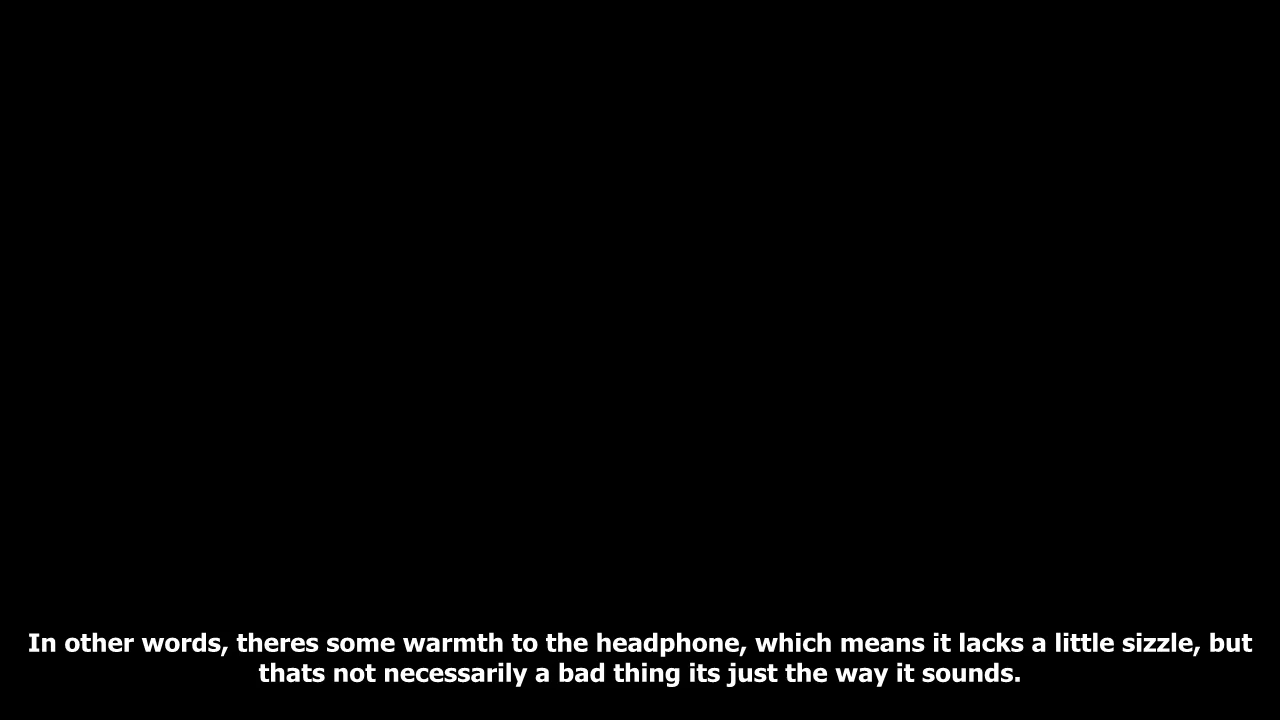 In other words, theres some warmth to the headphone, which means it lacks a little sizzle, but
thats not necessarily a bad thing its just the way it sounds.